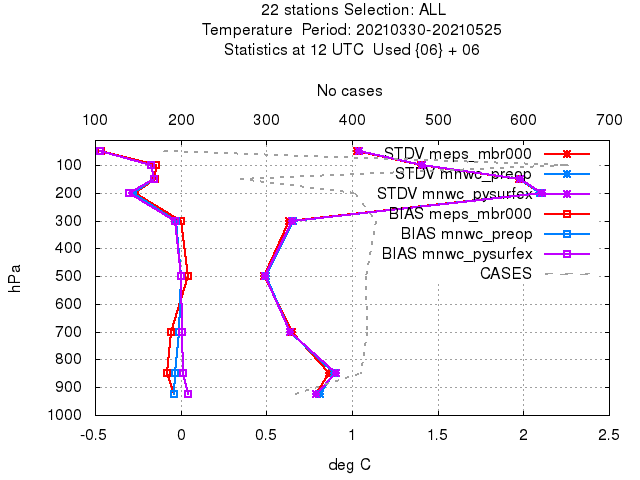 22 stations Selection: ALL
Temperature  Period: 20210330-20210525
Statistics at 12 UTC  Used {06} + 06
No cases
100 200 300 400 500 600 700
STDV meps_mbr000
100
STDV mnwc_preop
STDV mnwc_pysurfex
200
BIAS meps_mbr000
300
BIAS mnwc_preop
400
BIAS mnwc_pysurfex
CASES
500
600
700
800
900
1000
hPa
-0.5 0 0.5 1 1.5 2 2.5
deg C